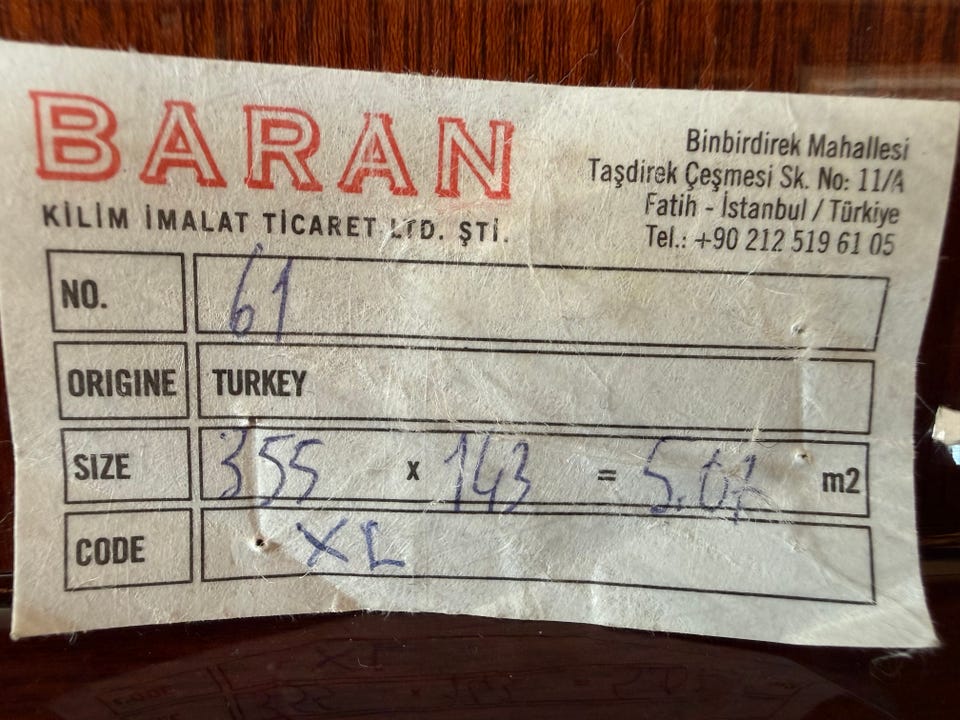 BARAN
KİLİM İMALAT TİCARET LTD. ŞTİ.
Binbirdirek Mahallesi
Taşdirek Çeşmesi Sk. No: 11/A
Fatih - İstanbul / Türkiye
Tel.: +90 212 519 61 05
NO. 61
ORIGINE TURKEY
SIZE 355 x 143 = m2
CODE XL